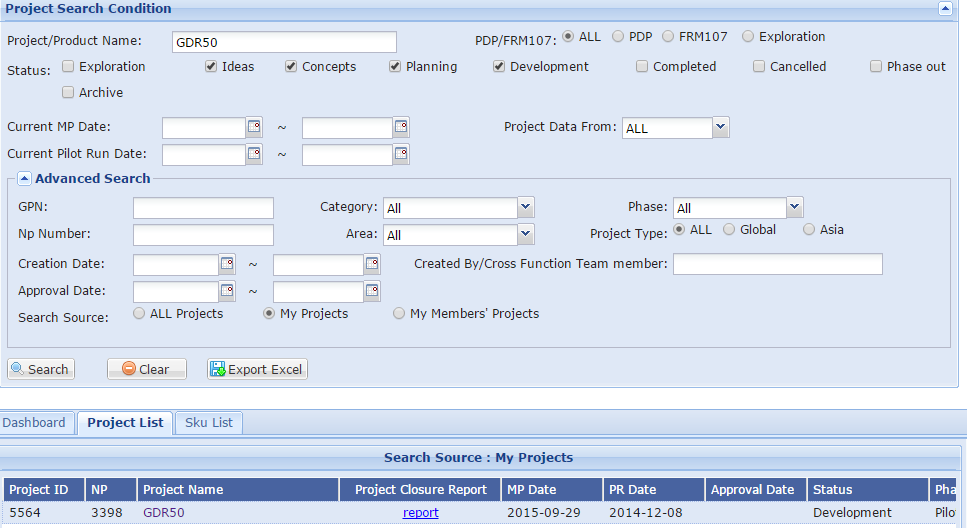 Project Search Condition
Project/Product Name: GDR50 PDP/FRM107: ALL PDP FRM107 Exploration
Status: Exploration Ideas Concepts Planning Development Completed Cancelled Phase out
Archive
Current MP Date: ~ Project Data From: ALL
Current Pilot Run Date: ~
Advanced Search
GPN: Category: All Phase: All
Np Number: Area: All Project Type: ALL Global Asia
Creation Date: ~ Created By/Cross Function Team member:
Approval Date: ~
Search Source: ALL Projects My Projects My Members' Projects
Search Clear Export Excel
Dashboard Project List Sku List
Search Source : My Projects
Project ID NP Project Name Project Closure Report MP Date PR Date Approval Date Status Pha
5564 3398 GDR50 report 2015-09-29 2014-12-08 Development Pilo